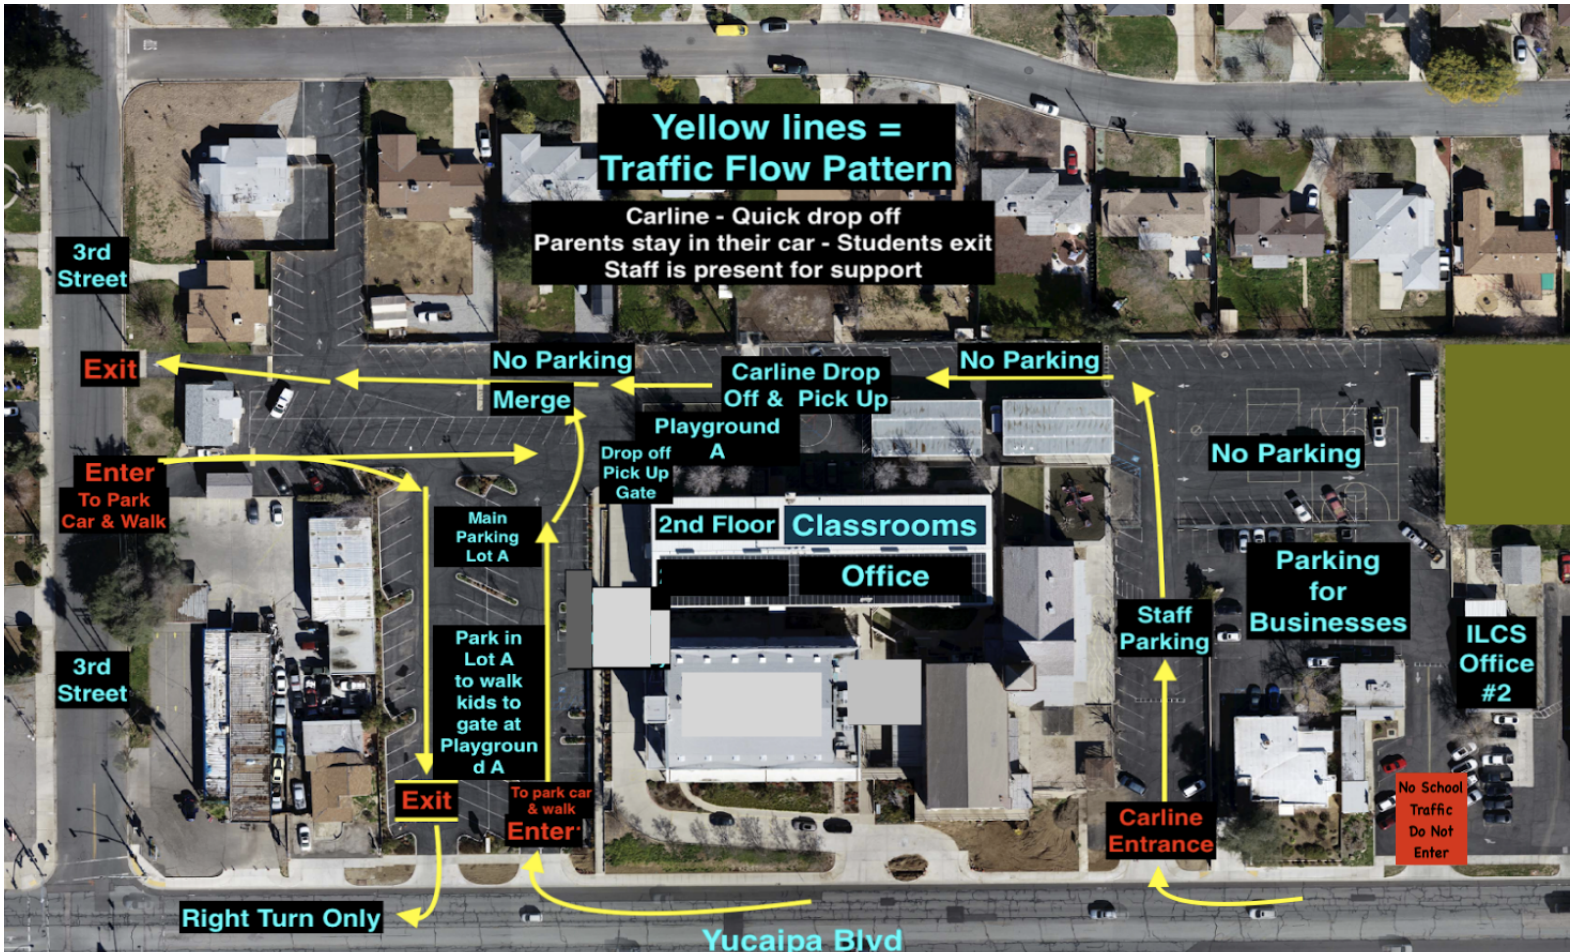 Yellow lines =
Traffic Flow Pattern
Carline - Quick drop off
Parents stay in their car - Students exit
Staff is present for support
3rd
Street
Exit
No Parking
Merge
Carline Drop
Off & Pick Up
No Parking
Playground
A
Drop off
Pick Up
Gate
No Parking
Enter
To Park
Car & Walk
Main
Parking
Lot A
2nd Floor
Classrooms
Office
Parking
for
Businesses
Staff
Parking
ILCS
Office
#2
3rd
Street
Park in
Lot A
to walk
kids to
gate at
Playgroun
d A
Exit
To park car
& walk
Enter
Carline
Entrance
No School
Traffic
Do Not
Enter
Right Turn Only
Yucaipa Blvd